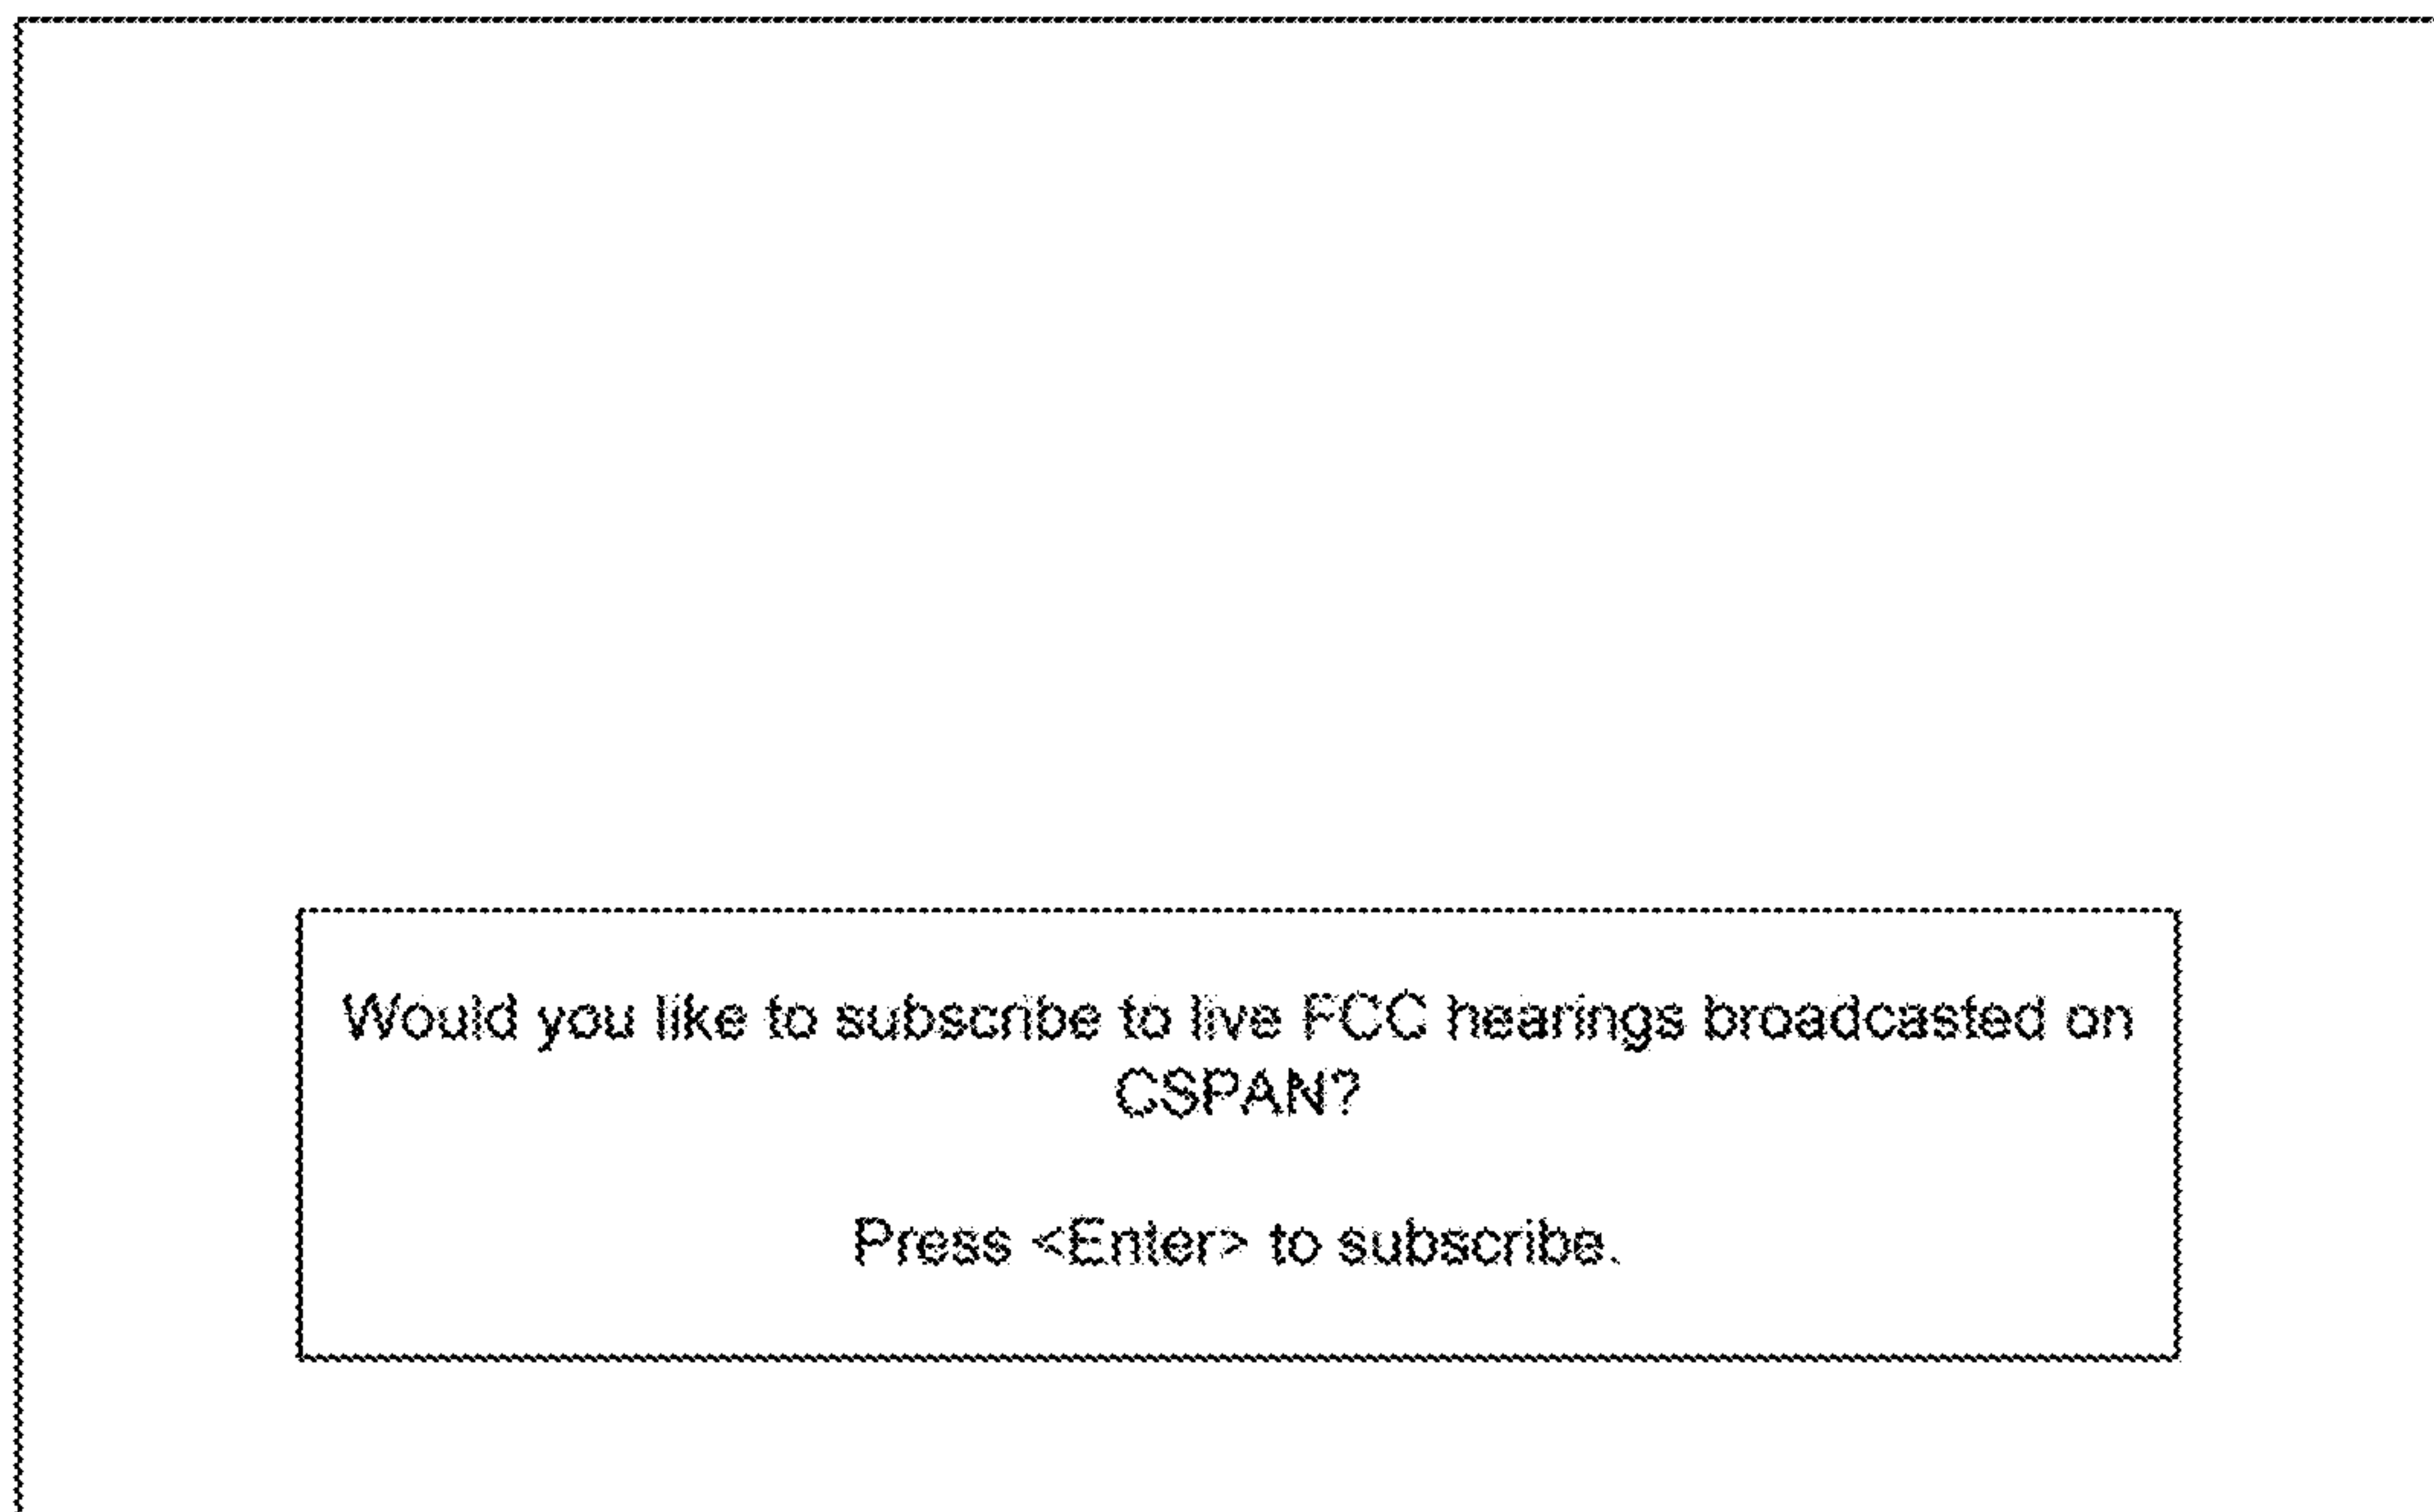 Would you like to subscribe to live FCC hearings broadcasted on
CSPAN?
Press <Enter> to subscribe.